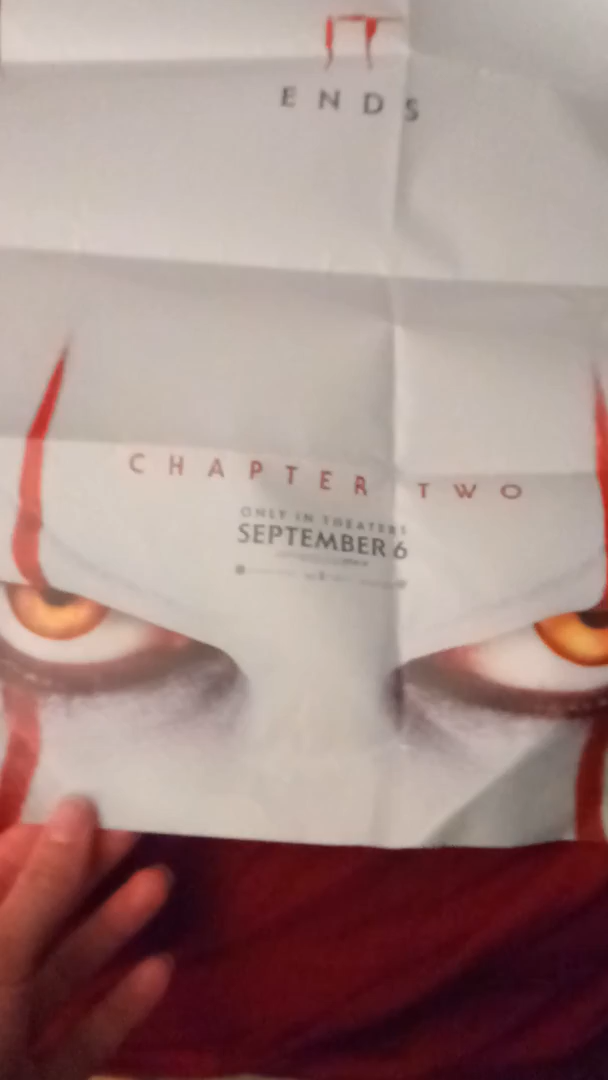 IT
ENDS
CHAPTER TWO
ONLY IN THEATERS
SEPTEMBER 6